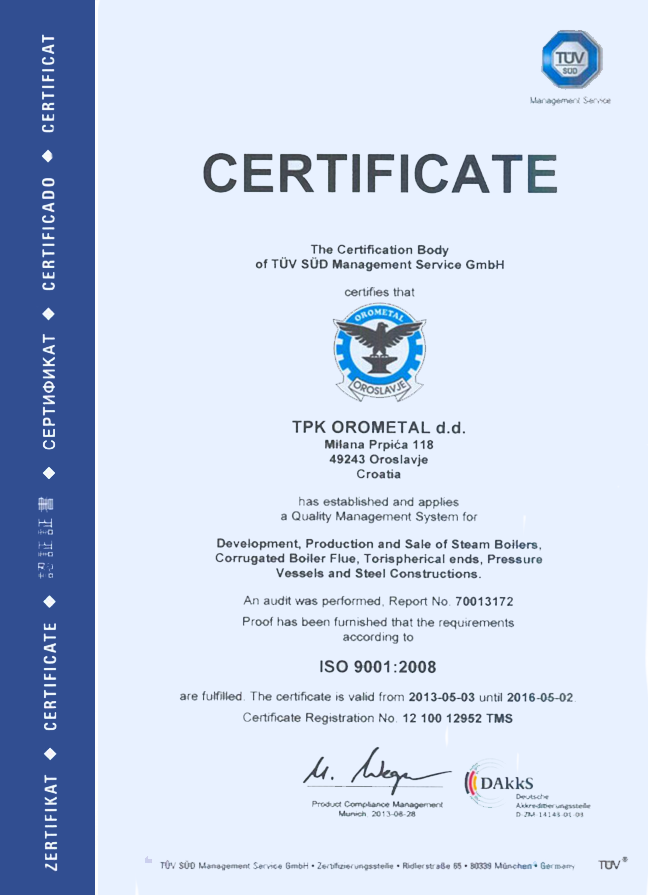 ZERTIFIKAT ◆ CERTIFICATE ◆ 認証証書 ◆ СЕРТИФИКАТ ◆ CERTIFICADO ◆ CERTIFICAT
TÜV
SÜD
Management Service
CERTIFICATE
The Certification Body
of TÜV SÜD Management Service GmbH
certifies that
OROMETAL
OROSLAVJE
TPK OROMETAL d.d.
Milana Prpića 118
49243 Oroslavje
Croatia
has established and applies
a Quality Management System for
Development, Production and Sale of Steam Boilers,
Corrugated Boiler Flue, Torispherical ends, Pressure
Vessels and Steel Constructions.
An audit was performed, Report No. 70013172
Proof has been furnished that the requirements
according to
ISO 9001:2008
are fulfilled. The certificate is valid from 2013-05-03 until 2016-05-02.
Certificate Registration No. 12 100 12952 TMS
Product Compliance Management
Munich, 2013-06-28
DAkkS
Deutsche
Akkreditierungsstelle
D-ZM-14143-01-03
TÜV SÜD Management Service GmbH • Zertifizierungsstelle • Ridlerstraße 65 • 80339 München • Germany
TÜV®